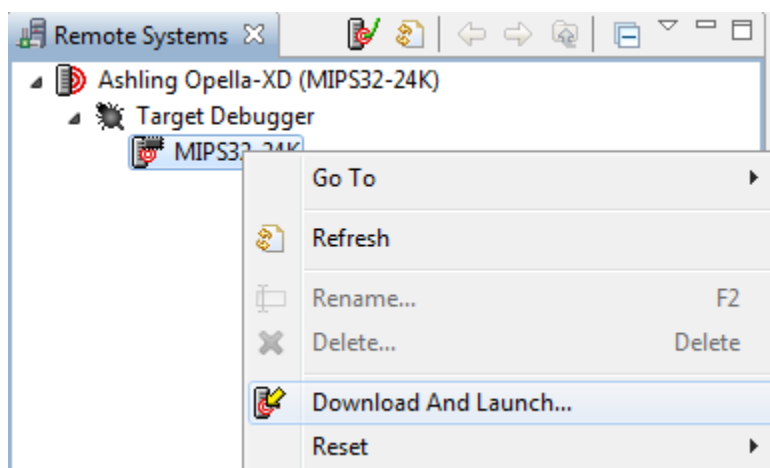 Remote Systems
Ashling Opella-XD (MIPS32-24K)
Target Debugger
MIPS32-24K
Go To
Refresh
Rename... F2
Delete... Delete
Download And Launch...
Reset